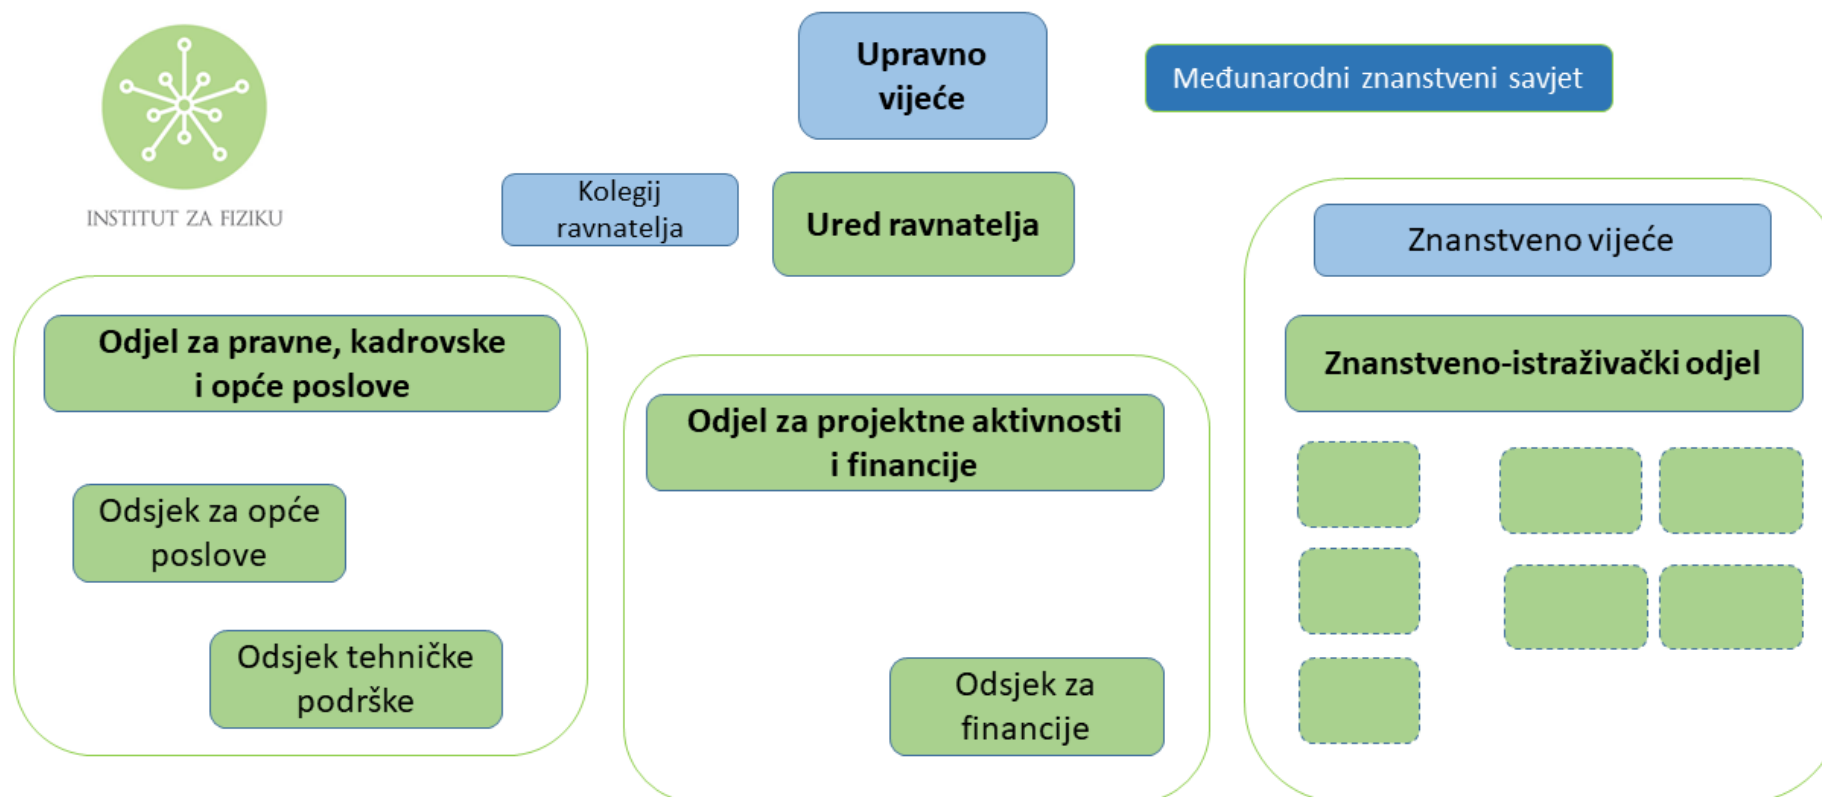 INSTITUT ZA FIZIKU
Upravno
vijeće
Međunarodni znanstveni savjet
Kolegij
ravnatelja
Ured ravnatelja
Odjel za pravne, kadrovske
i opće poslove
Odsjek za opće
poslove
Odsjek tehničke
podrške
Odjel za projektne aktivnosti
i financije
Odsjek za
financije
Znanstveno vijeće
Znanstveno-istraživački odjel